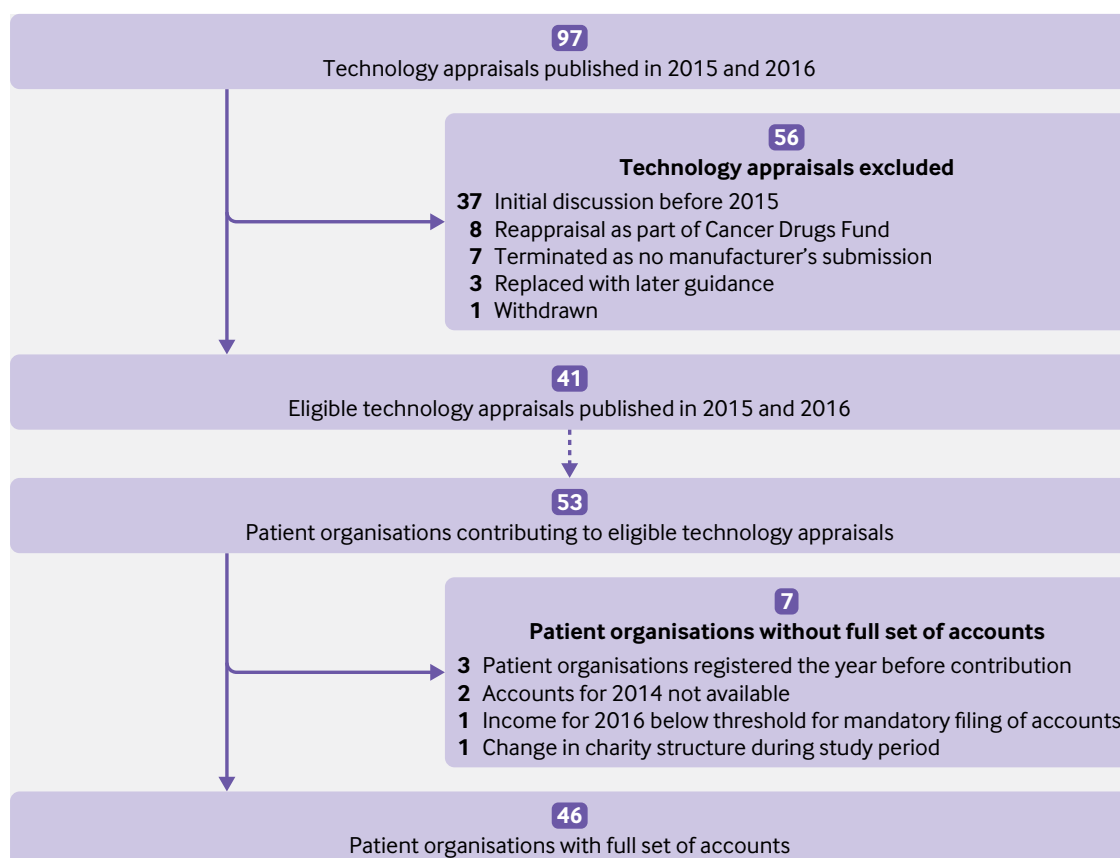 97
Technology appraisals published in 2015 and 2016
56
Technology appraisals excluded
37 Initial discussion before 2015
8 Reappraisal as part of Cancer Drugs Fund
7 Terminated as no manufacturer’s submission
3 Replaced with later guidance
1 Withdrawn
41
Eligible technology appraisals published in 2015 and 2016
53
Patient organisations contributing to eligible technology appraisals
7
Patient organisations without full set of accounts
3 Patient organisations registered the year before contribution
2 Accounts for 2014 not available
1 Income for 2016 below threshold for mandatory filing of accounts
1 Change in charity structure during study period
46
Patient organisations with full set of accounts